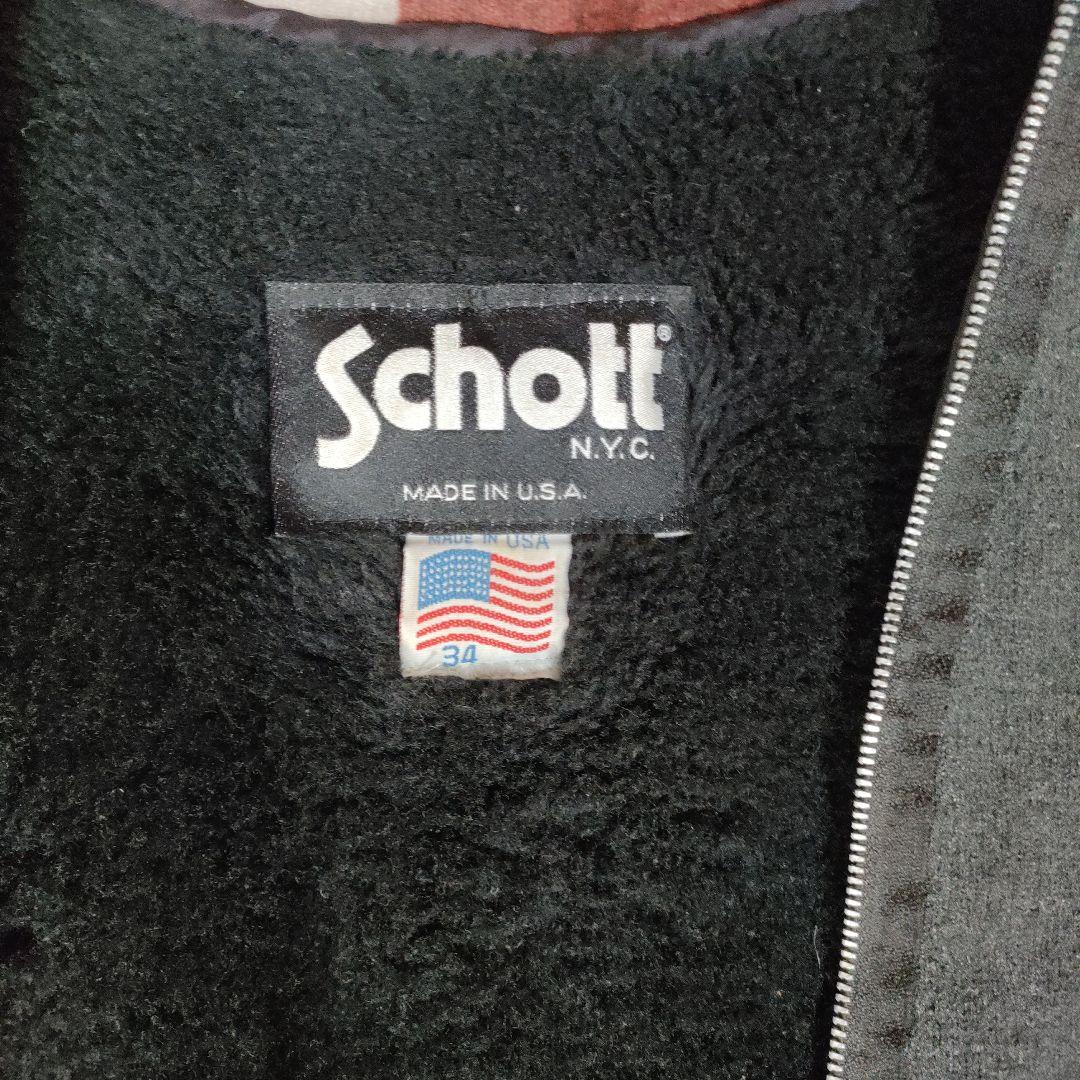 Schott®
N.Y.C.
MADE IN U.S.A.
MADE IN USA
34